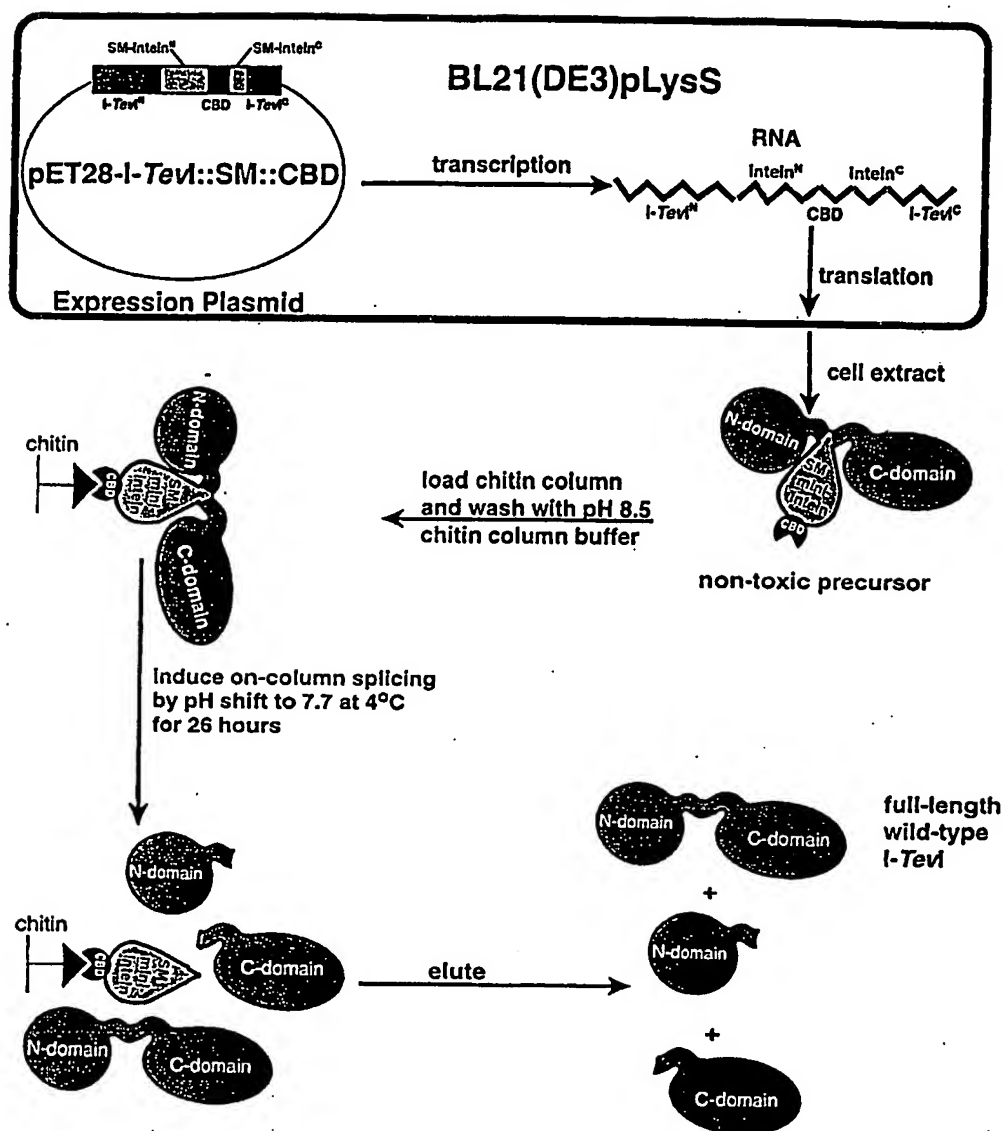 SM-Intein^N
SM-Intein^C
I-TevI^N
CBD
I-TevI^C
BL21(DE3)pLysS
pET28-I-TevI::SM::CBD
transcription
RNA
Intein^N
Intein^C
I-TevI^N
CBD
I-TevI^C
translation
Expression Plasmid
cell extract
N-domain
C-domain
SM
mini
intein
CBD
non-toxic precursor
load chitin column
and wash with pH 8.5
chitin column buffer
chitin
CBD
SM
mini
intein
N-domain
C-domain
Induce on-column splicing
by pH shift to 7.7 at 4°C
for 26 hours
N-domain
chitin
CBD
SM
mini
intein
C-domain
N-domain
C-domain
elute
N-domain
C-domain
full-length
wild-type
I-TevI
+
N-domain
+
C-domain